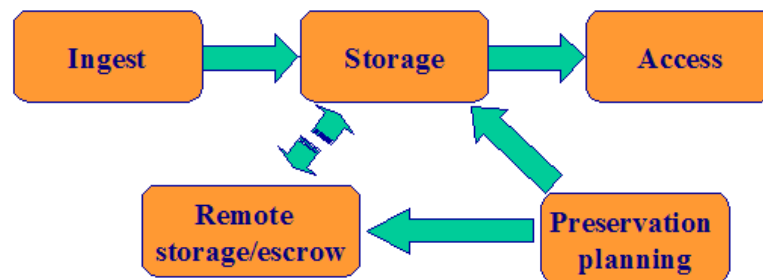 Ingest
Storage
Access
Remote
storage/escrow
Preservation
planning